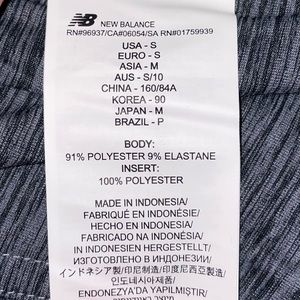 NEW BALANCE
RN#96937/CA#06054/SA RN#01759939
USA - S
EURO - S
ASIA - M
AUS - S/10
CHINA - 160/84A
KOREA - 90
JAPAN - M
BRAZIL - P
BODY:
91% POLYESTER 9% ELASTANE
INSERT:
100% POLYESTER
MADE IN INDONESIA/
FABRIQUÉ EN INDONÉSIE/
HECHO EN INDONESIA/
FABRICADO NA INDONÉSIA/
IN INDONESIEN HERGESTELLT/
ИЗГОТОВЛЕНО В ИНДОНЕЗИИ/
インドネシア製/印尼制造/印度尼西亞製造/
인도네시아제품/
ENDONEZYA'DA YAPILMIŞTIR/